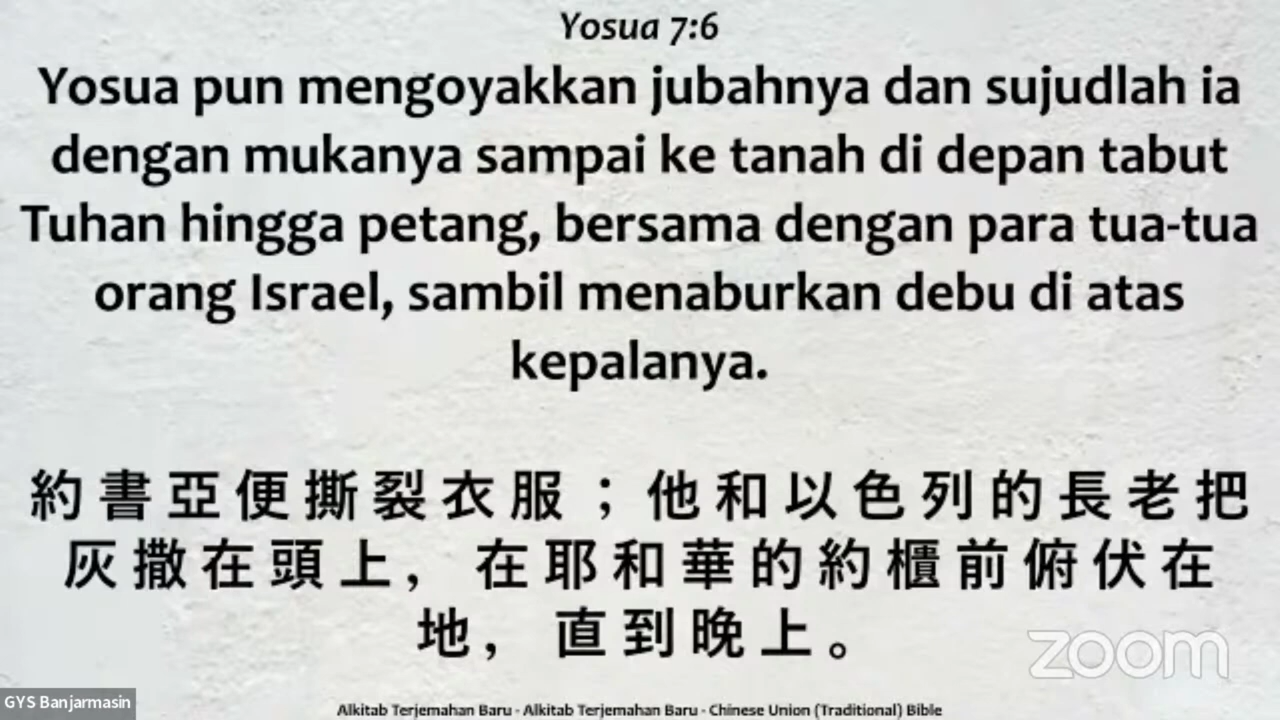 Yosua 7:6
Yosua pun mengoyakkan jubahnya dan sujudlah ia
dengan mukanya sampai ke tanah di depan tabut
Tuhan hingga petang, bersama dengan para tua-tua
orang Israel, sambil menaburkan debu di atas
kepalanya.
約書亞便撕裂衣服；他和以色列的長老把
灰撒在頭上，在耶和華的約櫃前俯伏在
地，直到晚上。
zoom
GYS Banjarmasin
Alkitab Terjemahan Baru - Alkitab Terjemahan Baru - Chinese Union (Traditional) Bible